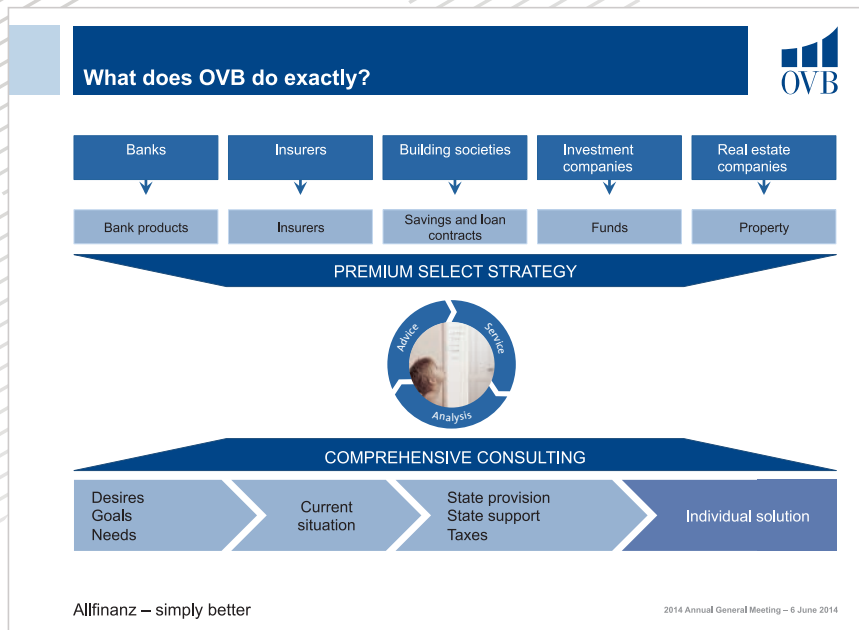 What does OVB do exactly?
OVB
Banks
Insurers
Building societies
Investment
companies
Real estate
companies
Bank products
Insurers
Savings and loan
contracts
Funds
Property
PREMIUM SELECT STRATEGY
Advice
Service
Analysis
COMPREHENSIVE CONSULTING
Desires
Goals
Needs
Current
situation
State provision
State support
Taxes
Individual solution
Allfinanz – simply better
2014 Annual General Meeting – 6 June 2014